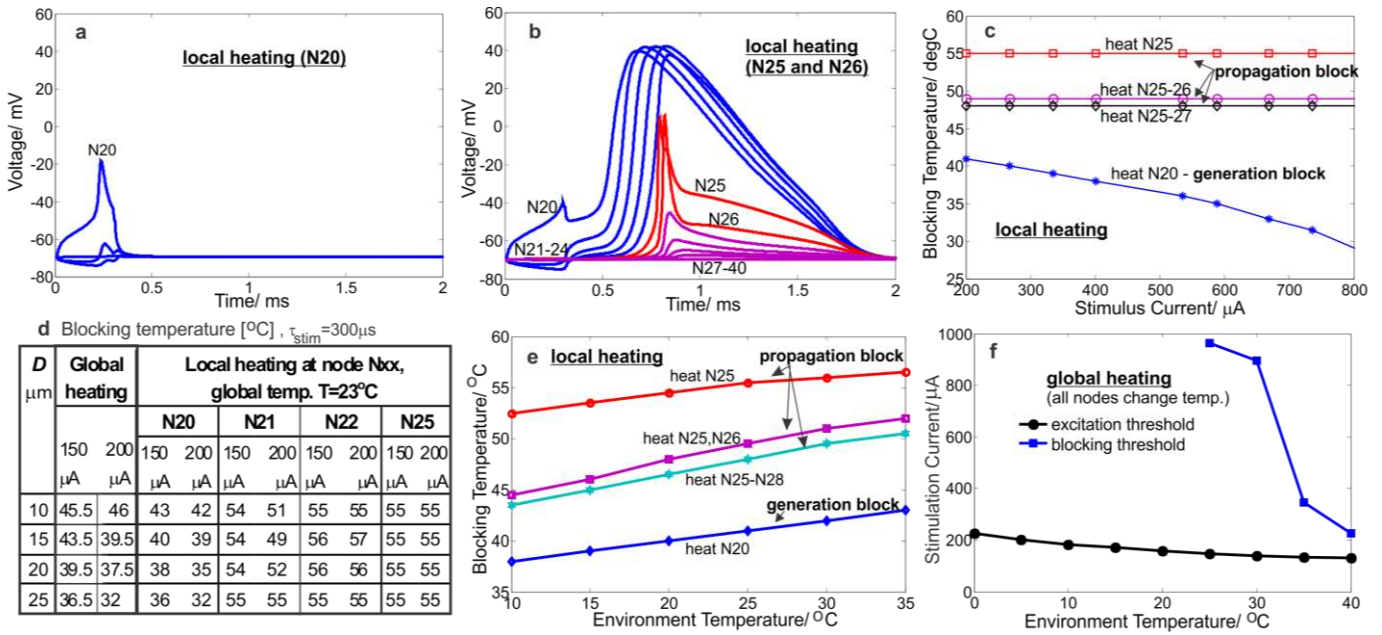 a
local heating (N20)
N20
Voltage/ mV
60
40
20
0
-20
-40
-60
-80
0
0.5
1
1.5
2
Time/ ms
b
local heating
(N25 and N26)
N20
N21-24
N25
N26
N27-40
Voltage/ mV
60
40
20
0
-20
-40
-60
-80
0
0.5
1
1.5
2
Time/ ms
c
heat N25
propagation block
heat N25-26
heat N25-27
heat N20 - generation block
local heating
Blocking Temperature/ degC
60
55
50
45
40
35
30
25
200
300
400
500
600
700
800
Stimulus Current/ μA
d Blocking temperature [°C] , τstim=300μs
D μm Global heating Local heating at node Nxx, global temp. T=23°C
N20 N21 N22 N25
150 μA 200 μA 150 μA 200 μA 150 μA 200 μA 150 μA 200 μA 150 μA 200 μA
10 45.5 46 43 42 54 51 55 55 55 55
15 43.5 39.5 40 39 54 49 56 57 55 55
20 39.5 37.5 38 35 54 52 56 56 55 55
25 36.5 32 36 32 55 55 55 55 55 55
e
local heating
propagation block
heat N25
heat N25,N26
heat N25-N28
generation block
heat N20
Blocking Temperature/ °C
60
55
50
45
40
35
10
15
20
25
30
35
Environment Temperature/ °C
f
global heating
(all nodes change temp.)
excitation threshold
blocking threshold
Stimulation Current/μA
1000
800
600
400
200
0
0
10
20
30
40
Environment Temperature/ °C